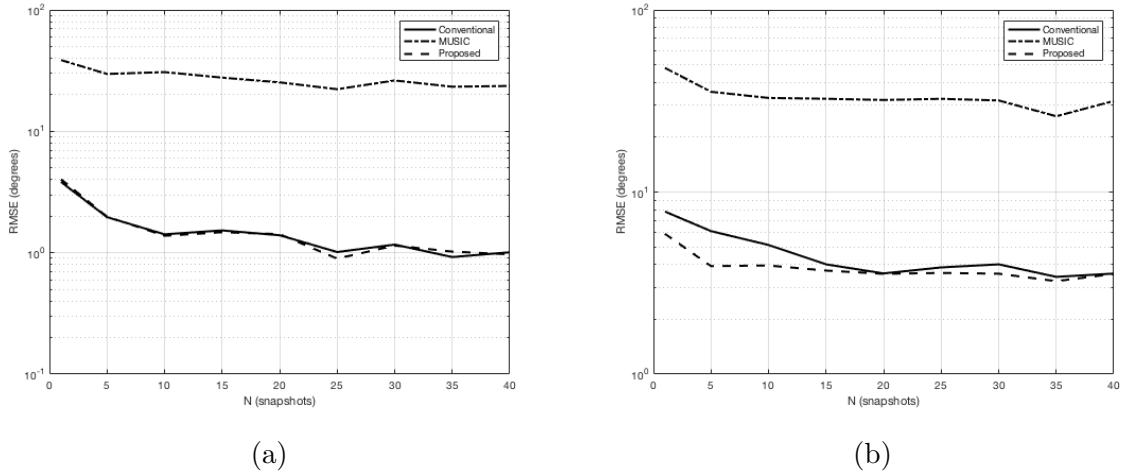 10^2
Conventional
MUSIC
Proposed
10^1
RMSE (degrees)
10^0
10^-1
0 5 10 15 20 25 30 35 40
N (snapshots)
(a)
10^2
Conventional
MUSIC
Proposed
10^1
RMSE (degrees)
10^0
0 5 10 15 20 25 30 35 40
N (snapshots)
(b)